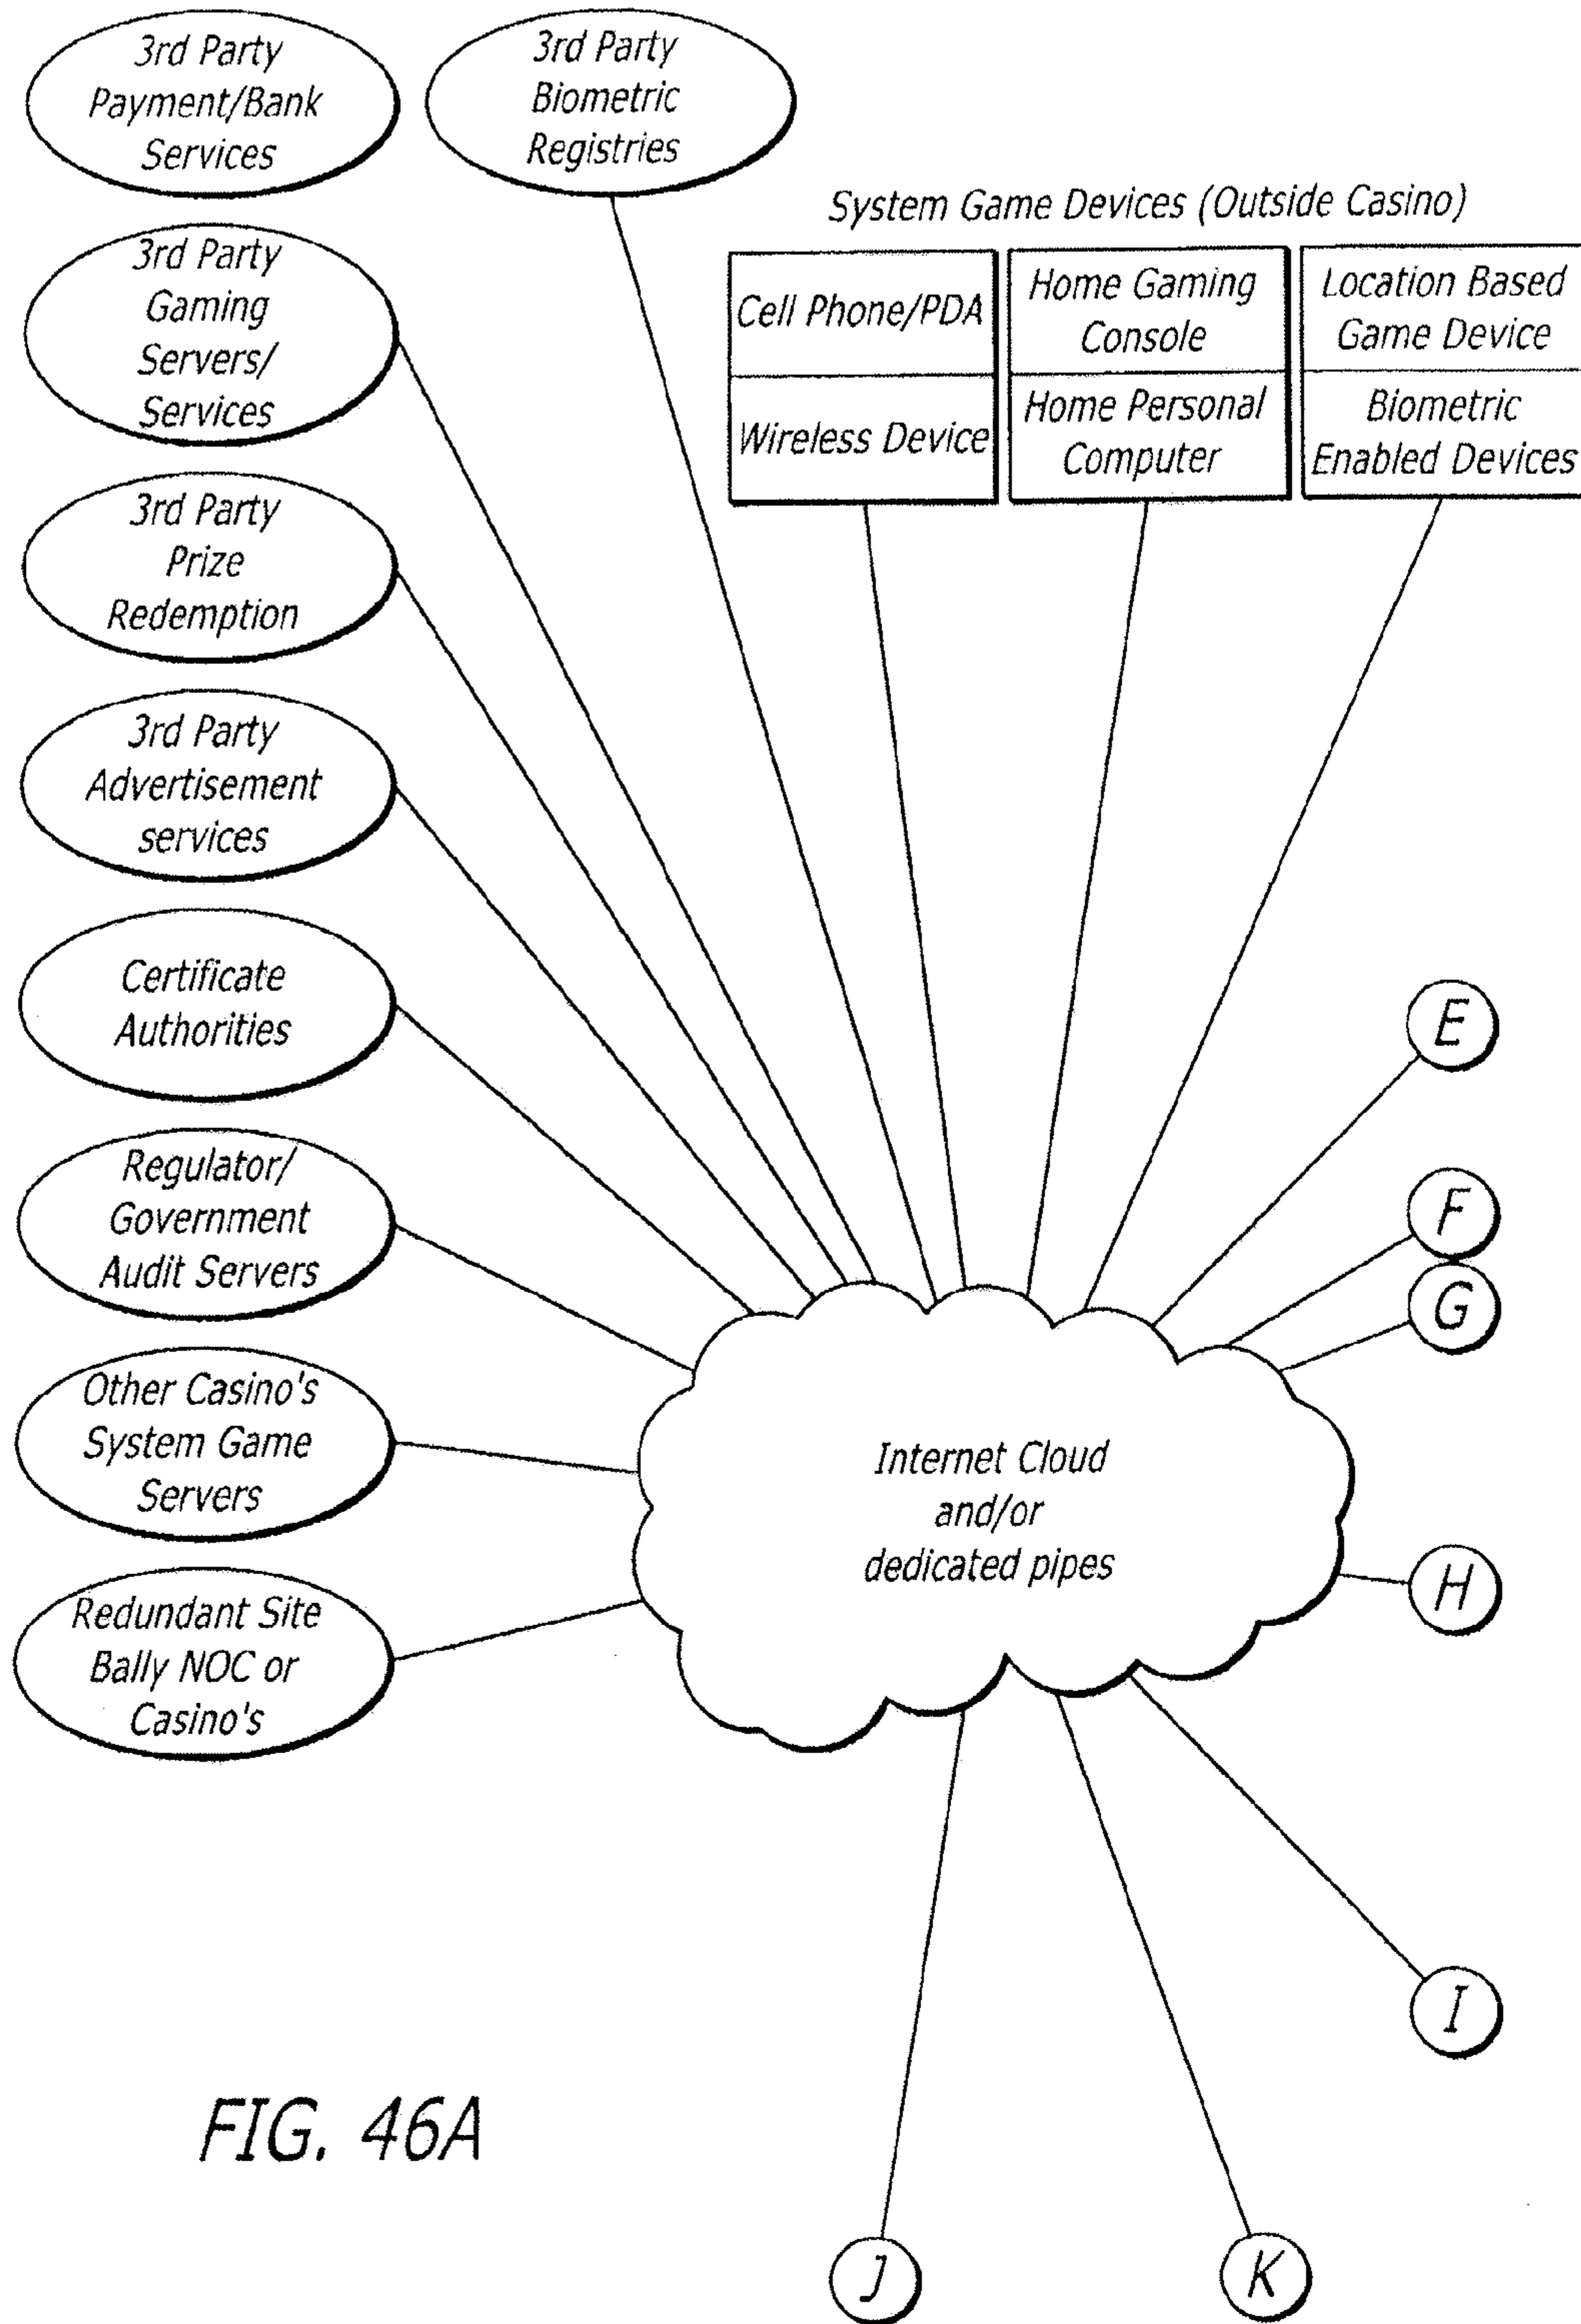 3rd Party
Payment/Bank
Services
3rd Party
Biometric
Registries
System Game Devices (Outside Casino)
3rd Party
Gaming
Servers/
Services
Cell Phone/PDA
Wireless Device
Home Gaming
Console
Home Personal
Computer
Location Based
Game Device
Biometric
Enabled Devices
3rd Party
Prize
Redemption
3rd Party
Advertisement
services
Certificate
Authorities
Regulator/
Government
Audit Servers
Other Casino's
System Game
Servers
Redundant Site
Bally NOC or
Casino's
Internet Cloud
and/or
dedicated pipes
E
F
G
H
I
J
K
FIG. 46A